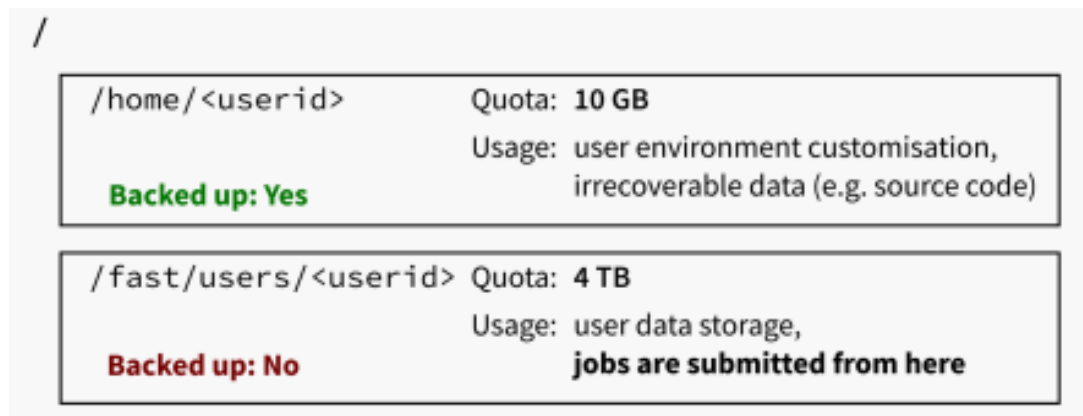 /
/home/<userid> Quota: 10 GB
Usage: user environment customisation,
Backed up: Yes irrecoverable data (e.g. source code)
/fast/users/<userid> Quota: 4 TB
Usage: user data storage,
Backed up: No jobs are submitted from here